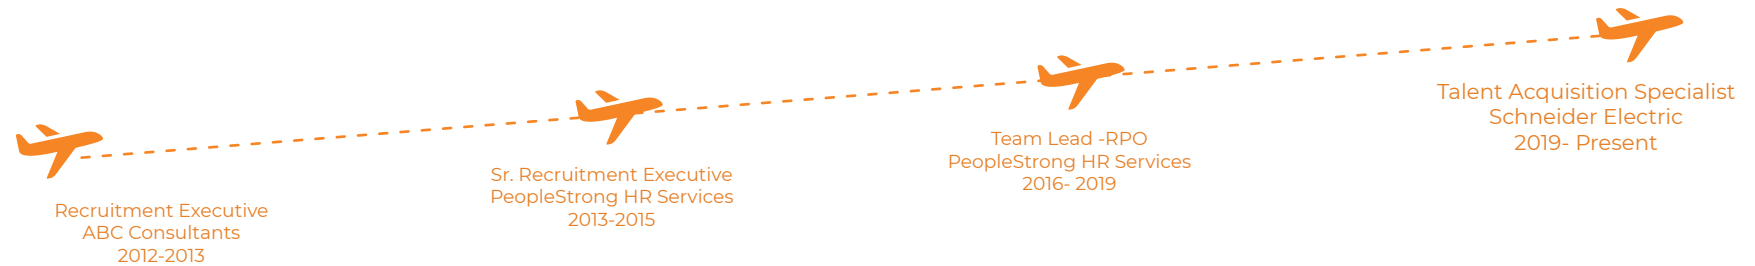 Recruitment Executive
ABC Consultants
2012-2013
Sr. Recruitment Executive
PeopleStrong HR Services
2013-2015
Team Lead -RPO
PeopleStrong HR Services
2016- 2019
Talent Acquisition Specialist
Schneider Electric
2019- Present